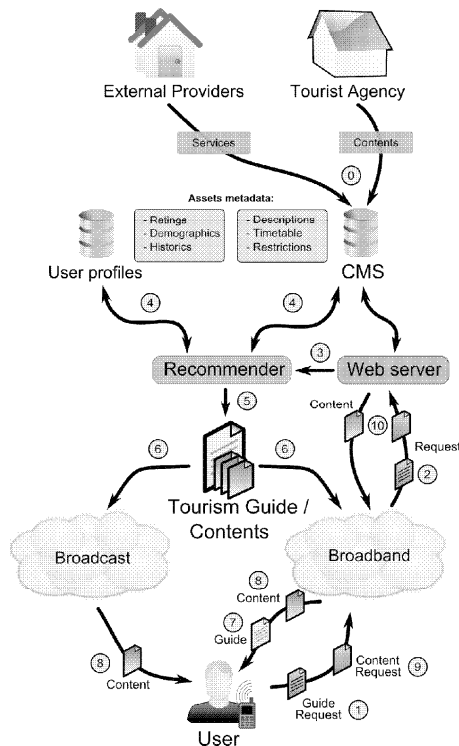 External Providers
Tourist Agency
Services
Contents
0
Assets metadata:
- Ratings
- Demographics
- Historics
- Descriptions
- Timetable
- Restrictions
User profiles
CMS
4
4
3
Recommender
Web server
5
Content
10
Request
6
6
2
Tourism Guide /
Contents
Broadcast
Broadband
8
Content
7
Guide
8
Content
Content
Request
9
Guide
Request
1
User